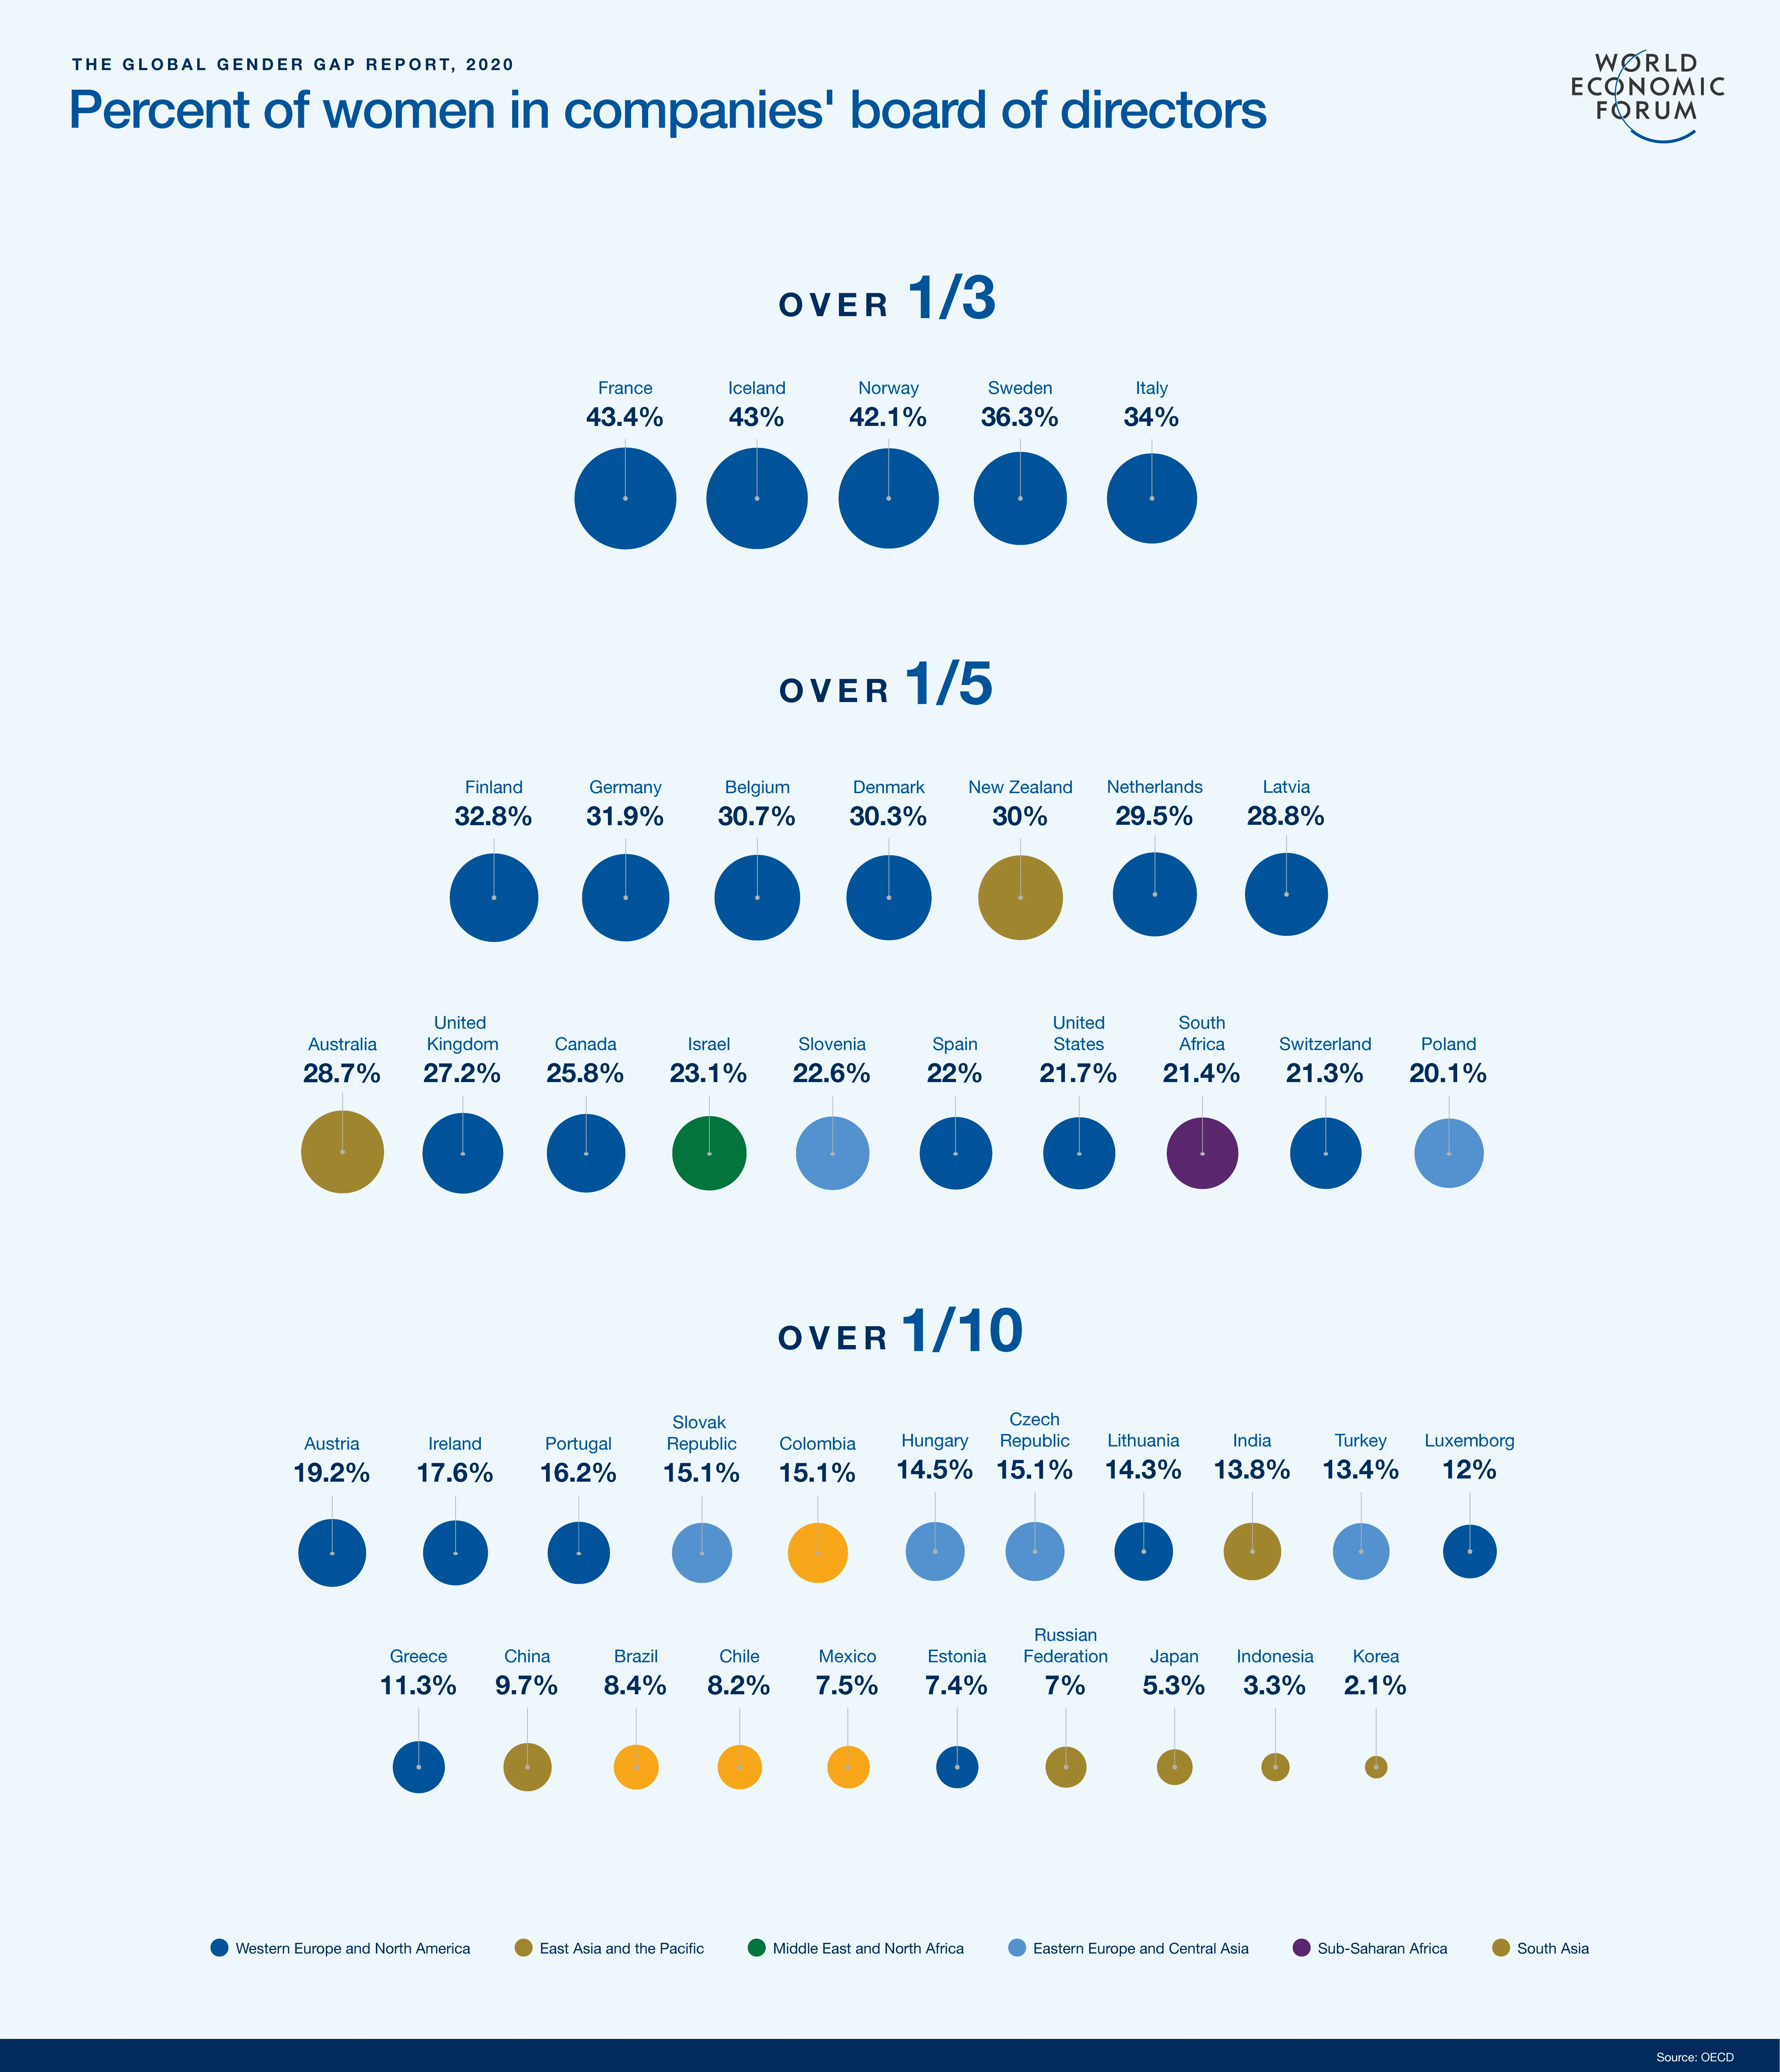 THE GLOBAL GENDER GAP REPORT, 2020
Percent of women in companies' board of directors
WORLD
ECONOMIC
FORUM
OVER 1/3
France Iceland Norway Sweden Italy
43.4% 43% 42.1% 36.3% 34%
OVER 1/5
Finland Germany Belgium Denmark New Zealand Netherlands Latvia
32.8% 31.9% 30.7% 30.3% 30% 29.5% 28.8%
Australia United Kingdom Canada Israel Slovenia Spain United States South Africa Switzerland Poland
28.7% 27.2% 25.8% 23.1% 22.6% 22% 21.7% 21.4% 21.3% 20.1%
OVER 1/10
Austria Ireland Portugal Slovak Republic Colombia Hungary Czech Republic Lithuania India Turkey Luxemborg
19.2% 17.6% 16.2% 15.1% 15.1% 14.5% 15.1% 14.3% 13.8% 13.4% 12%
Greece China Brazil Chile Mexico Estonia Russian Federation Japan Indonesia Korea
11.3% 9.7% 8.4% 8.2% 7.5% 7.4% 7% 5.3% 3.3% 2.1%
Western Europe and North America East Asia and the Pacific Middle East and North Africa Eastern Europe and Central Asia Sub-Saharan Africa South Asia
Source: OECD